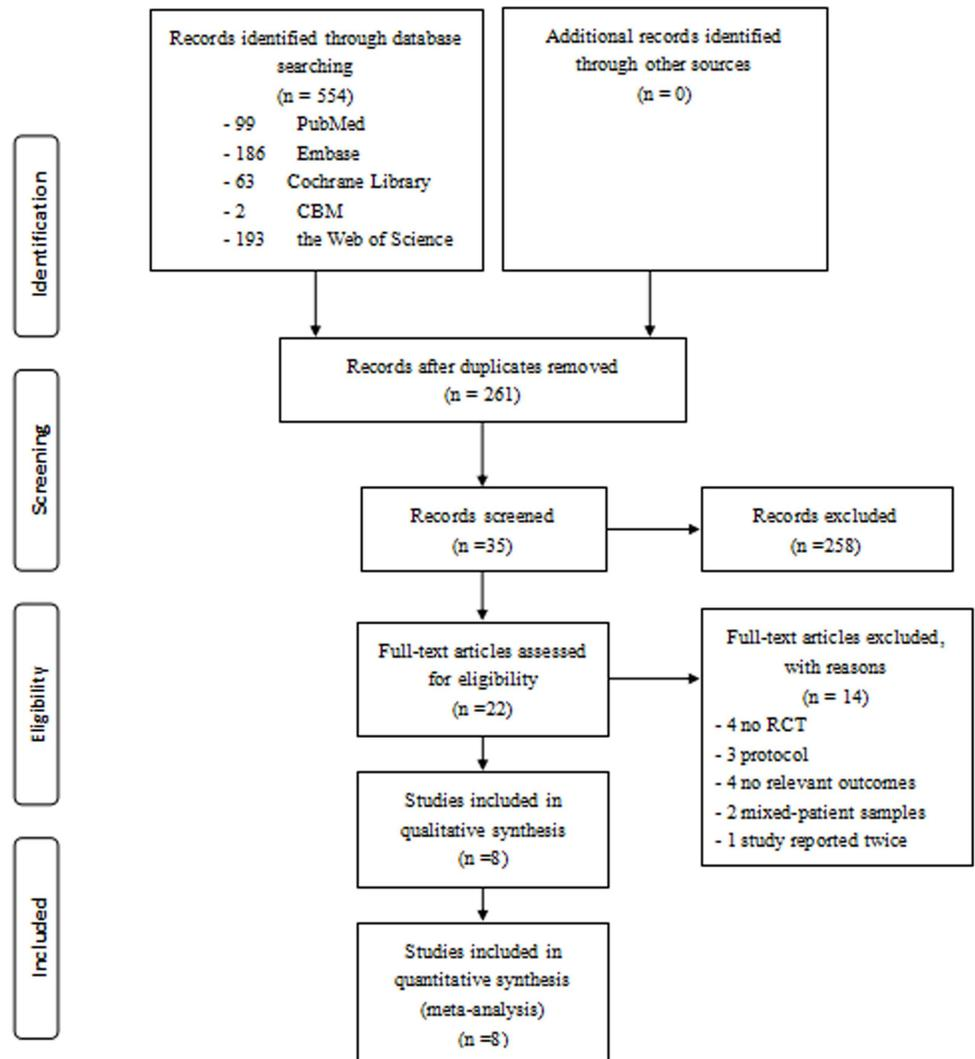 Records identified through database
searching
(n = 554)
- 99 PubMed
- 186 Embase
- 63 Cochrane Library
- 2 CBM
- 193 the Web of Science
Additional records identified
through other sources
(n = 0)
Identification
Records after duplicates removed
(n = 261)
Screening
Records screened
(n =35)
Records excluded
(n =258)
Eligibility
Full-text articles assessed
for eligibility
(n =22)
Full-text articles excluded,
with reasons
(n = 14)
- 4 no RCT
- 3 protocol
- 4 no relevant outcomes
- 2 mixed-patient samples
- 1 study reported twice
Studies included in
qualitative synthesis
(n =8)
Included
Studies included in
quantitative synthesis
(meta-analysis)
(n =8)